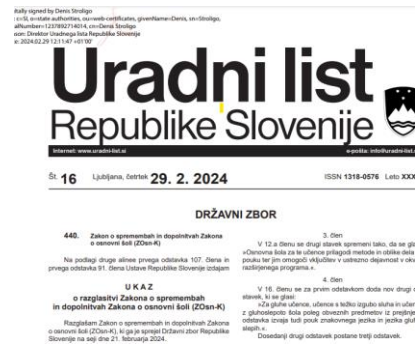 itally signed by Denis Stroligo
c=SI, o=state authorities, ou=web-certificates, givenName=Denis, sn=Stroligo,
alNumber=1237892714014, cn=Denis Stroligo
son: Direktor Uradnega lista Republike Slovenije
e: 2024.02.29 12:11:47 +01'00'
Uradni list
Republike Slovenije
Internet: www.uradni-list.si
e-pošta: info@uradni-list.
Št. 16
Ljubljana, četrtek 29. 2. 2024
ISSN 1318-0576
Leto XXX
DRŽAVNI ZBOR
440. Zakon o spremembah in dopolnitvah Zakona
o osnovni šoli (ZOsn-K)
Na podlagi druge alinee prvega odstavka 107. člena in
prvega odstavka 91. člena Ustave Republike Slovenije izdajam
UKAZ
o razglasitvi Zakona o spremembah
in dopolnitvah Zakona o osnovni šoli (ZOsn-K)
Razglašam Zakon o spremembah in dopolnitvah Zakona
o osnovni šoli (ZOsn-K), ki ga je sprejel Državni zbor Republike
Slovenije na seji dne 21. februarja 2024.
3. člen
V 12.a členu se drugi stavek spremeni tako, da se gla
»Osnovna šola za te učence prilagodi metode in oblike dela
pouku ter jim omogoči vključitev v ustrezno dejavnost v okv
razširjenega programa.«.
4. člen
V 16. členu se za prvim odstavkom doda nov drugi o
stavek, ki se glasi:
»Za gluhe učence, učence s težko izgubo sluha in učen
z gluhoslepoto šola poleg obveznih predmetov iz prejšnje
odstavka izvaja tudi pouk znakovnega jezika in jezika gluh
slepih.«.
Dosedanji drugi odstavek postane tretji odstavek.